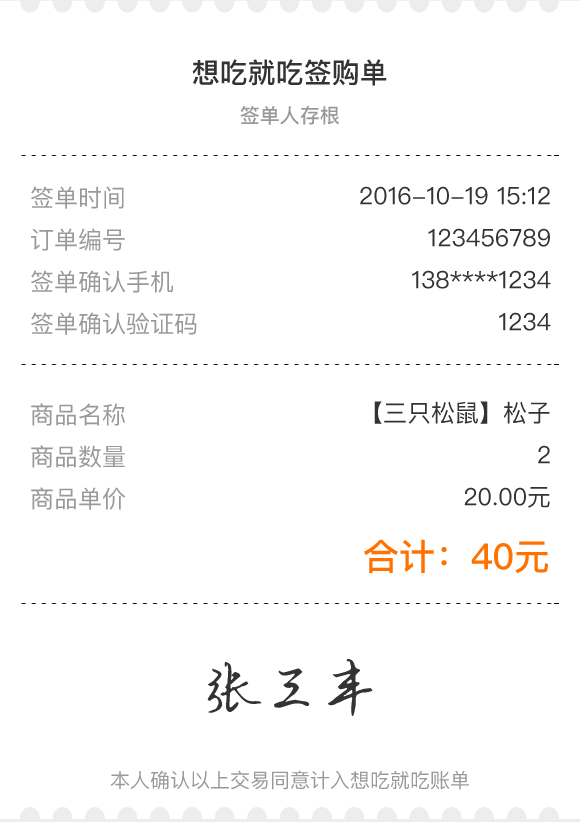 想吃就吃签购单
签单人存根
签单时间 2016-10-19 15:12
订单编号 123456789
签单确认手机 138****1234
签单确认验证码 1234
商品名称 【三只松鼠】松子
商品数量 2
商品单价 20.00元
合计：40元
张三丰
本人确认以上交易同意计入想吃就吃账单